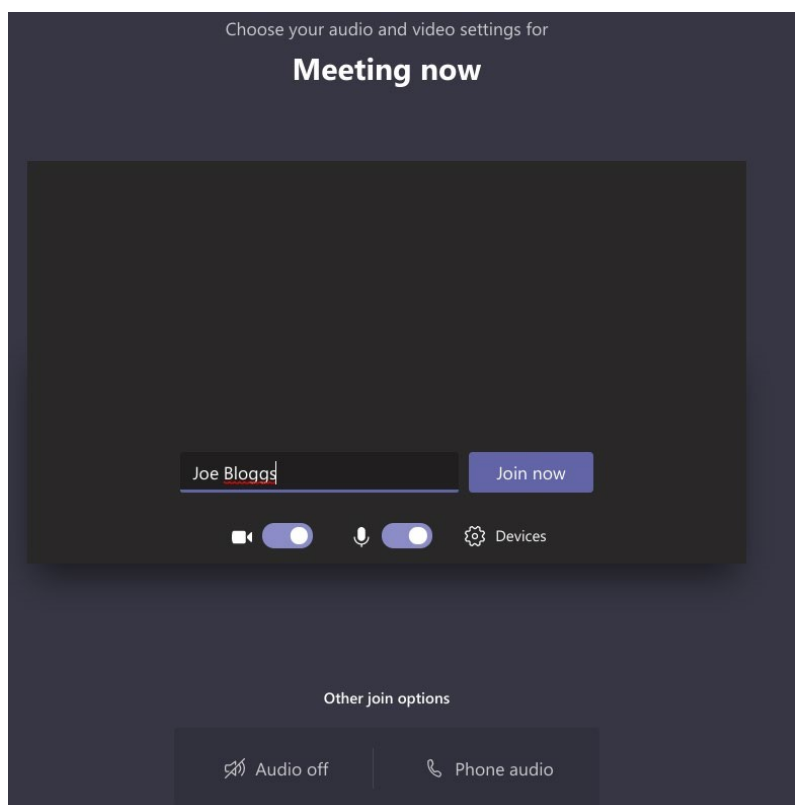 Choose your audio and video settings for
Meeting now
Joe Bloggs
Join now
Devices
Other join options
Audio off
Phone audio